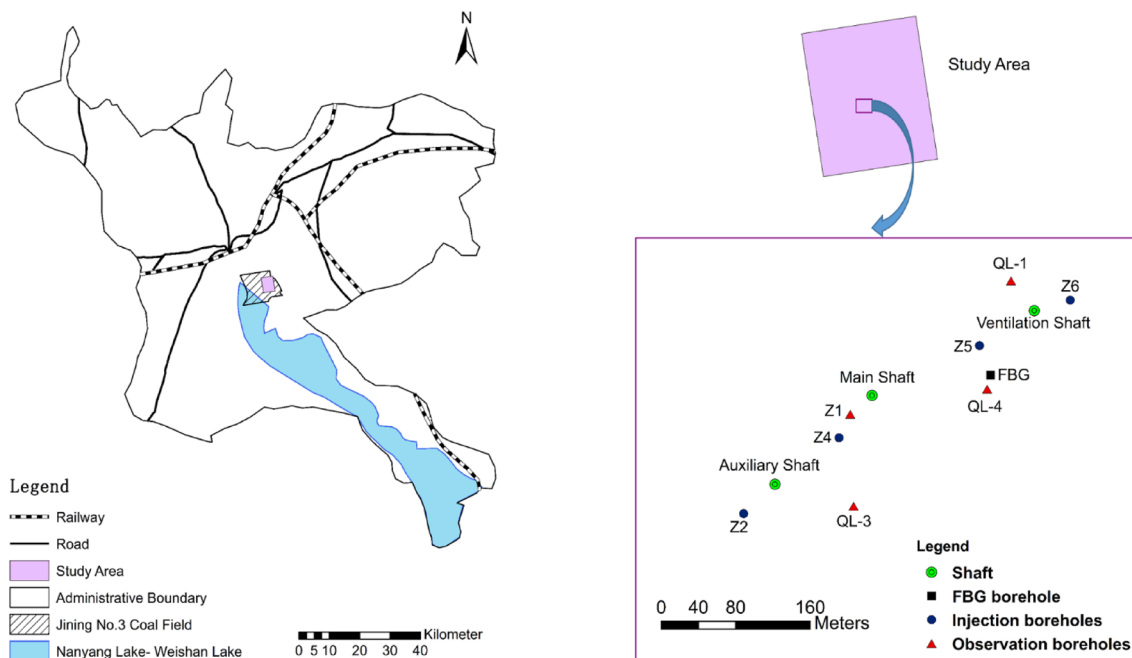 N
Legend
Railway
Road
Study Area
Administrative Boundary
Jining No.3 Coal Field
Nanyang Lake- Weishan Lake
Kilometer
0 5 10 20 30 40
Study Area
QL-1
Z6
Ventilation Shaft
Z5
FBG
Main Shaft
QL-4
Z1
Z4
Auxiliary Shaft
Z2
QL-3
0 40 80 160
Meters
Legend
Shaft
FBG borehole
Injection boreholes
Observation boreholes